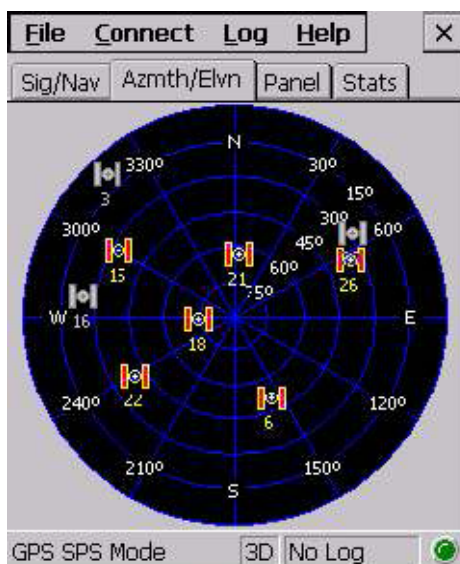 File Connect Log Help ×
Sig/Nav Azmth/Elvn Panel Stats
N
330º 30º
3 15º
300º 30º 60º
45º
15 21 60º 26
75º
W 16 E
18
22 6
240º 120º
210º 150º
S
GPS SPS Mode 3D No Log